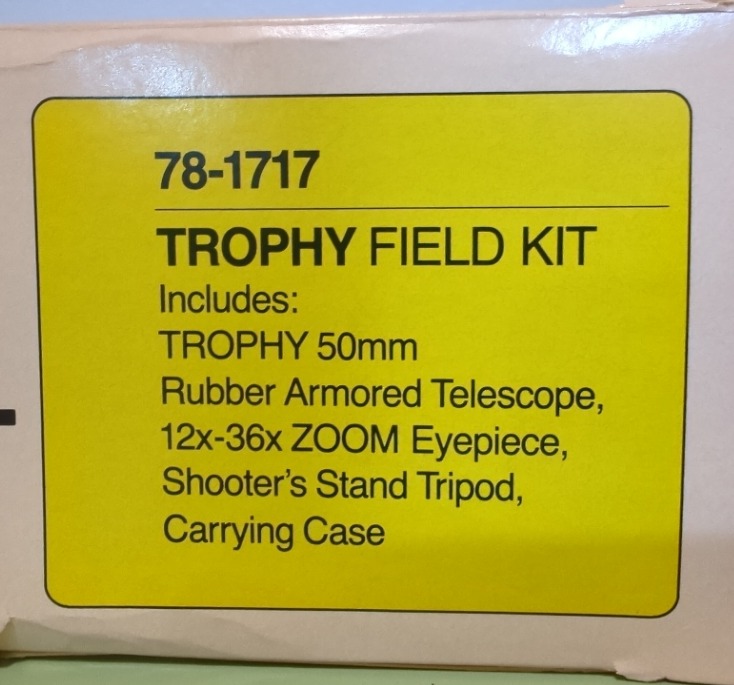 78-1717
TROPHY FIELD KIT
Includes:
TROPHY 50mm
Rubber Armored Telescope,
12x-36x ZOOM Eyepiece,
Shooter's Stand Tripod,
Carrying Case